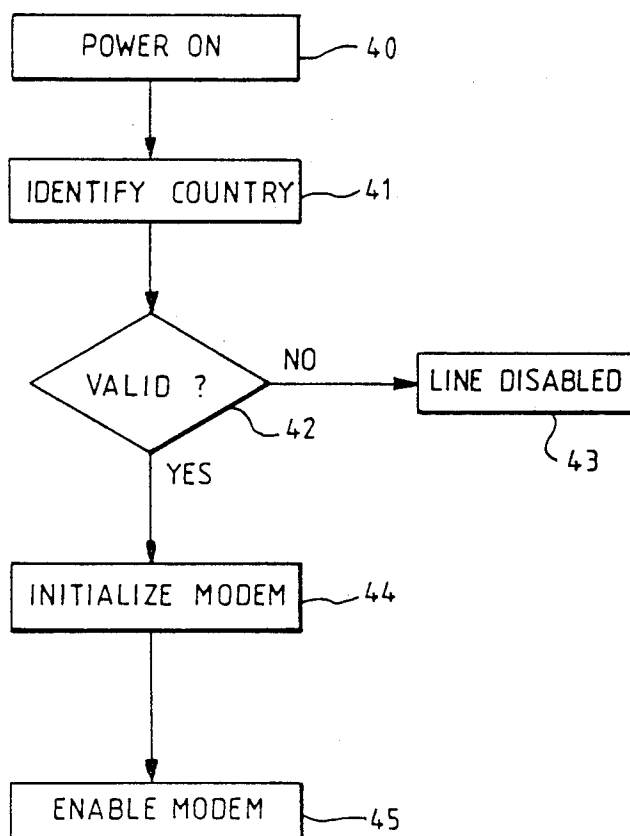 POWER ON
40
IDENTIFY COUNTRY
41
VALID ?
NO
LINE DISABLED
42
43
YES
INITIALIZE MODEM
44
ENABLE MODEM
45